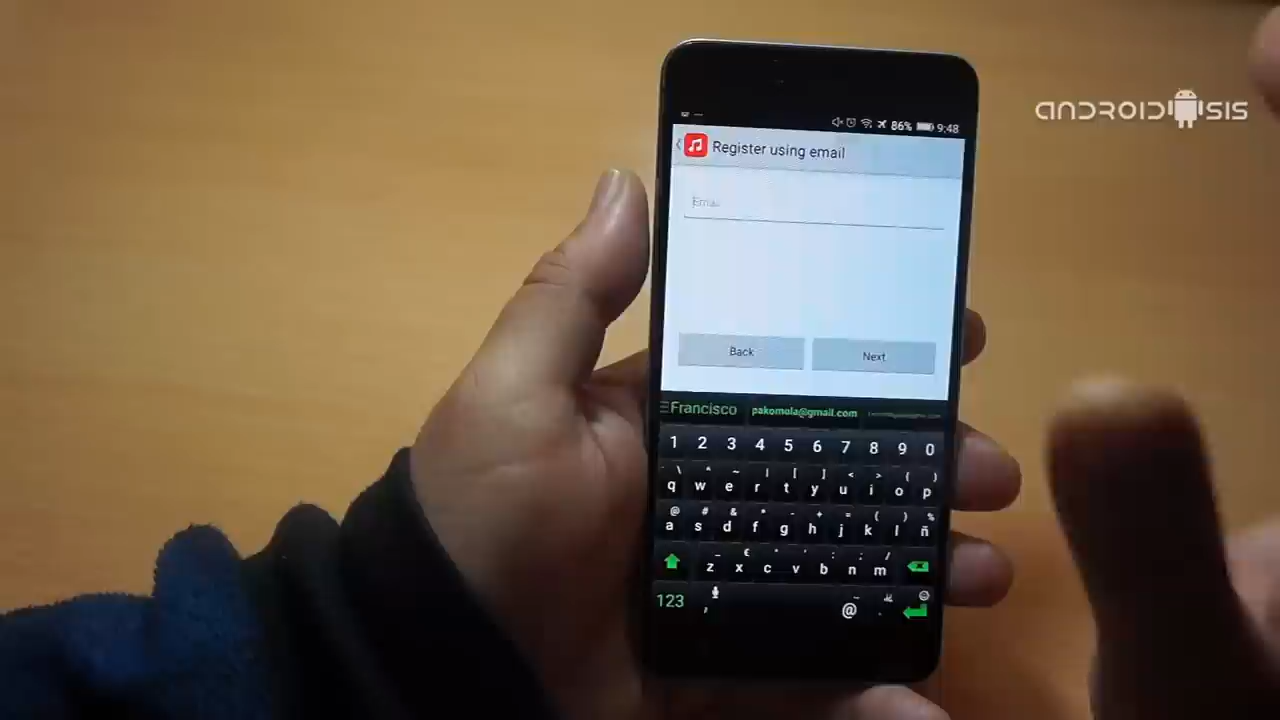 ANDROIDSIS
86% 9:48
Register using email
Email
Back Next
Francisco pakomola@gmail.com
1 2 3 4 5 6 7 8 9 0
\ ^ ~ | [ ] < > { }
q w e r t y u i o p
@ # & * - + = ( ) %
a s d f g h j k l ñ
_ € " ' : ; /
z x c v b n m
123 , @ .